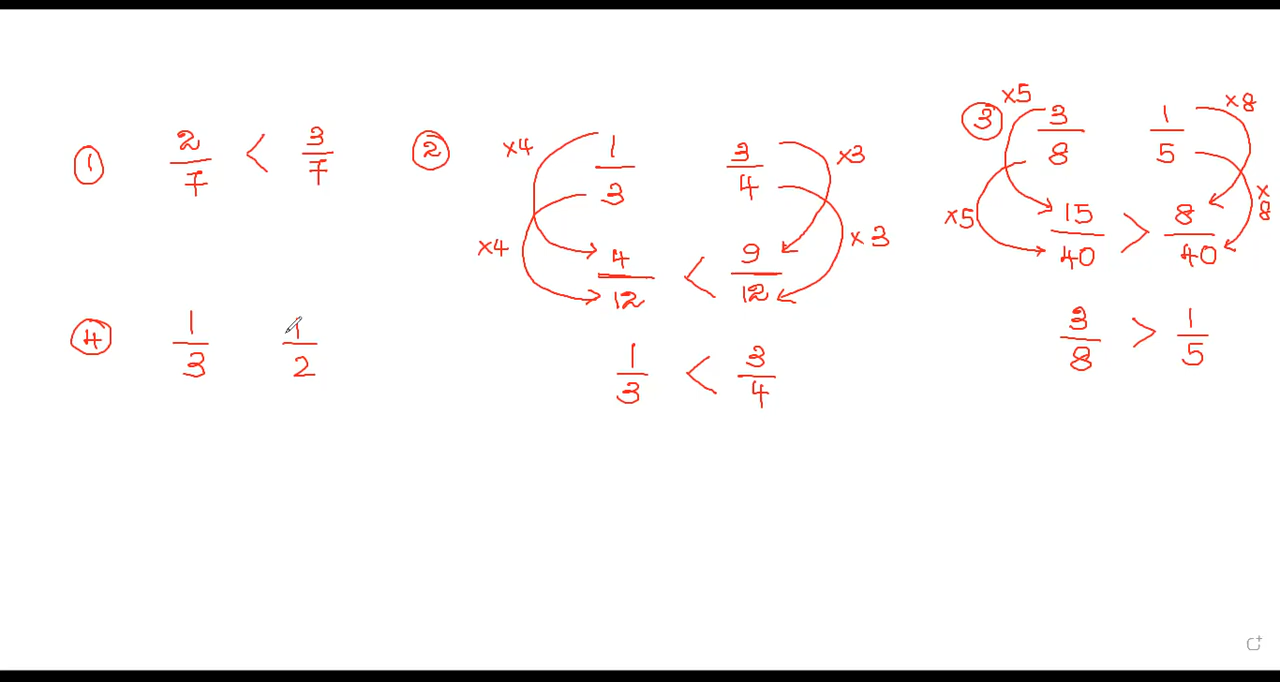 ① 2/7 < 3/7
② 1/3 3/4
×4 ×3
×4 ×3
4/12 < 9/12
1/3 < 3/4
③ 3/8 1/5
×5 ×8
×5 ×8
15/40 > 8/40
3/8 > 1/5
④ 1/3 1/2